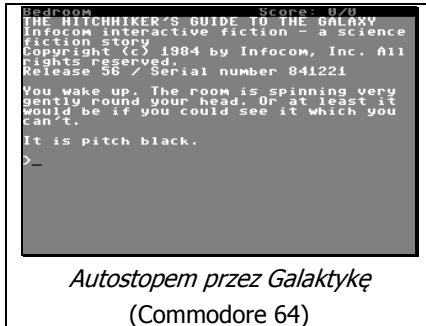 Bedroom Score: 0/0
THE HITCHHIKER'S GUIDE TO THE GALAXY
Infocom interactive fiction - a science
fiction story
Copyright (c) 1984 by Infocom, Inc. All
rights reserved.
Release 56 / Serial number 841221
You wake up. The room is spinning very
gently round your head. Or at least it
would be if you could see it which you
can't.
It is pitch black.
>_
Autostopem przez Galaktykę
(Commodore 64)